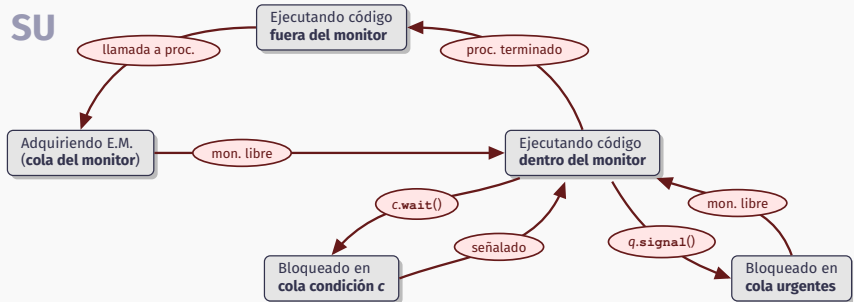 SU
Ejecutando código
fuera del monitor
llamada a proc.
proc. terminado
Adquiriendo E.M.
(cola del monitor)
mon. libre
Ejecutando código
dentro del monitor
c.wait()
mon. libre
señalado
q.signal()
Bloqueado en
cola condición c
Bloqueado en
cola urgentes